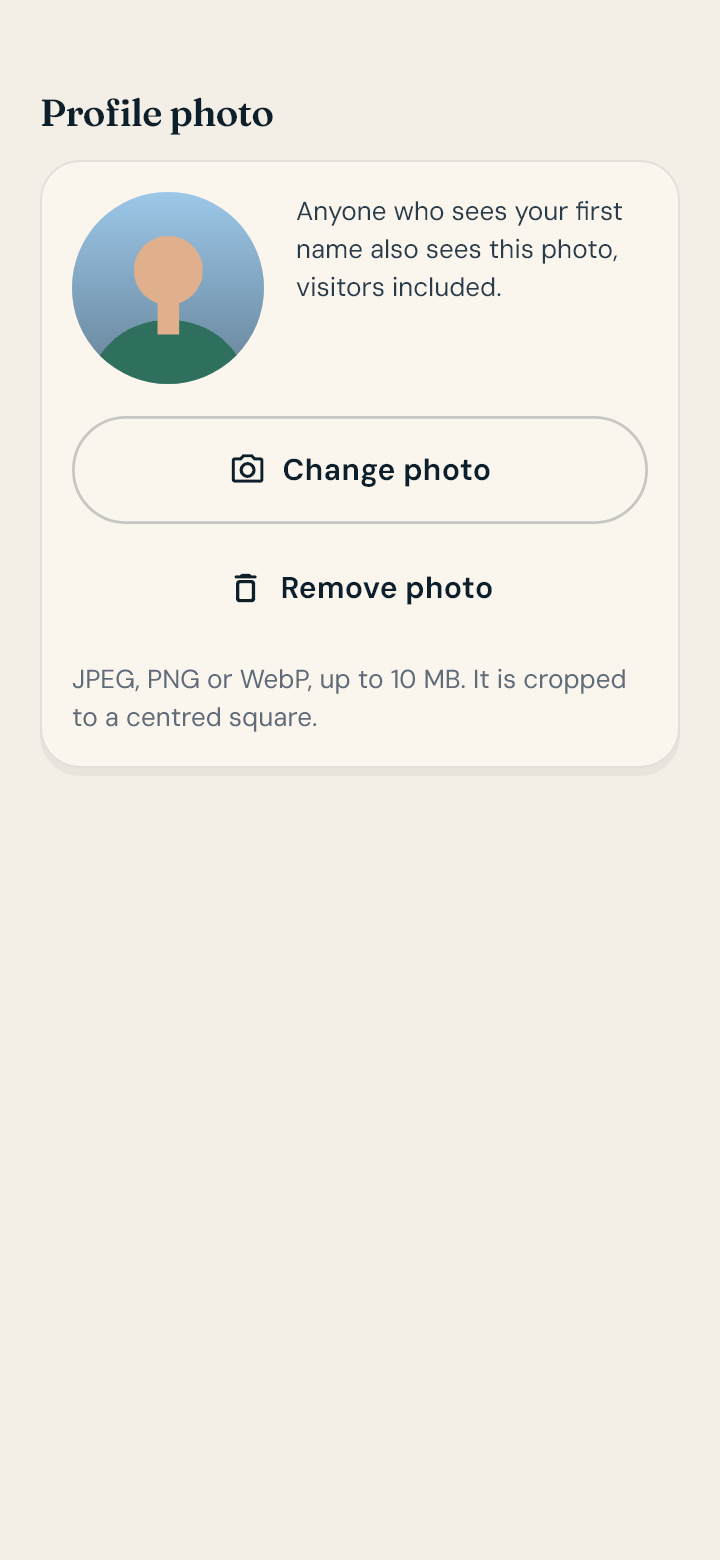 Profile photo
Anyone who sees your first
name also sees this photo,
visitors included.
Change photo
Remove photo
JPEG, PNG or WebP, up to 10 MB. It is cropped
to a centred square.